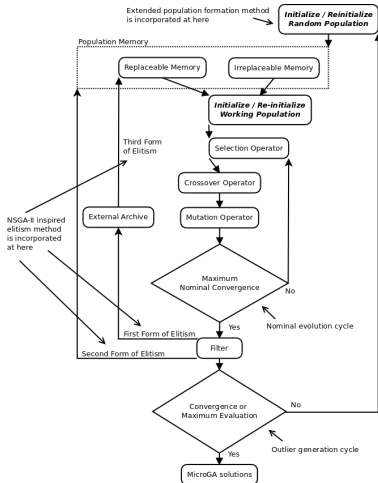 Extended population formation method
is incorporated at here
Initialize / Reinitialize
Random Population
Population Memory
Replaceable Memory
Irreplaceable Memory
Initialize / Re-initialize
Working Population
Third Form
of Elitism
Selection Operator
Crossover Operator
NSGA-II inspired
elitism method
is incorporated
at here
External Archive
Mutation Operator
Maximum
Nominal Convergence
No
Nominal evolution cycle
Yes
First Form of Elitism
Filter
Second Form of Elitism
Convergence or
Maximum Evaluation
No
Outlier generation cycle
Yes
MicroGA solutions